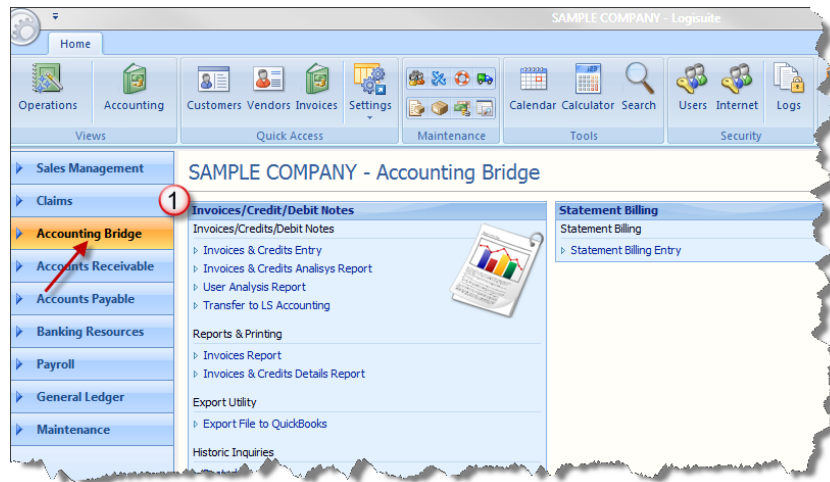 SAMPLE COMPANY - Logisuite
Home
Operations Accounting Customers Vendors Invoices Settings Calendar Calculator Search Users Internet Logs
Views Quick Access Maintenance Tools Security
Sales Management
Claims
Accounting Bridge
Accounts Receivable
Accounts Payable
Banking Resources
Payroll
General Ledger
Maintenance
SAMPLE COMPANY - Accounting Bridge
1
Invoices/Credit/Debit Notes
Invoices/Credits/Debit Notes
Invoices & Credits Entry
Invoices & Credits Analisys Report
User Analysis Report
Transfer to LS Accounting
Reports & Printing
Invoices Report
Invoices & Credits Details Report
Export Utility
Export File to QuickBooks
Historic Inquiries
Statement Billing
Statement Billing
Statement Billing Entry